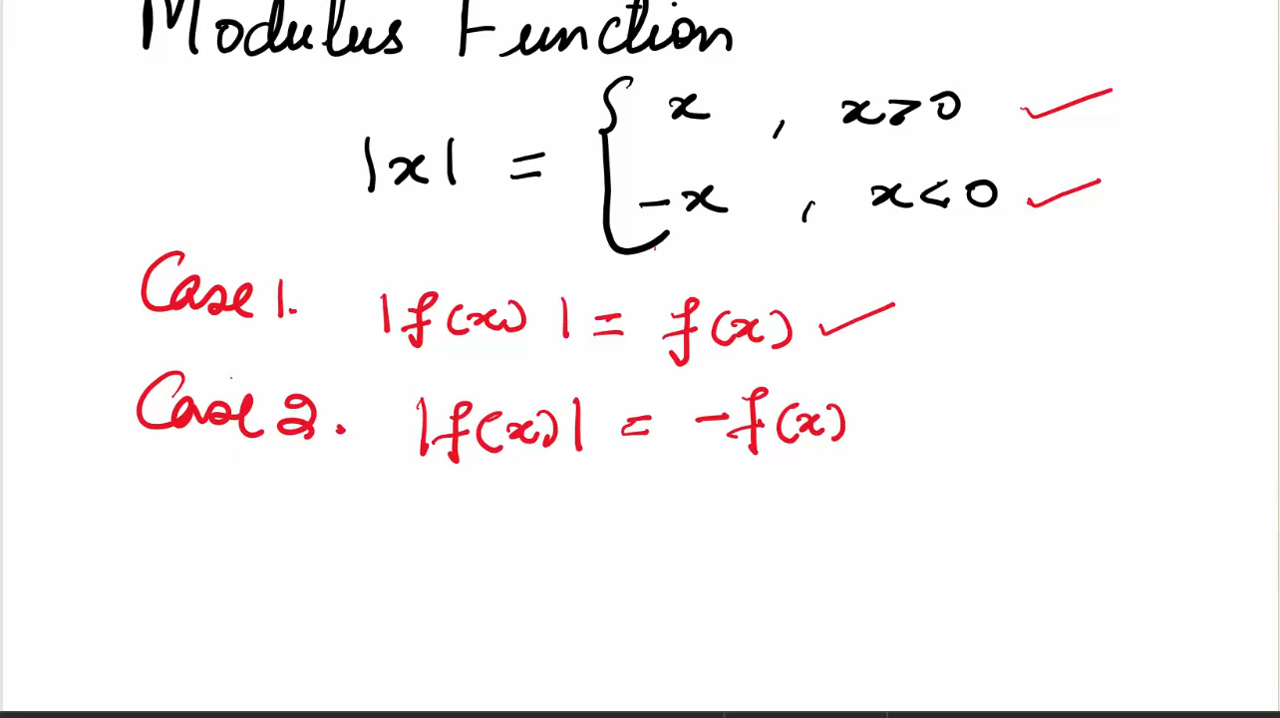 Modulus Function
|x| = { x , x>0
-x , x<0
Case 1. |f(x)| = f(x)
Case 2. |f(x)| = -f(x)